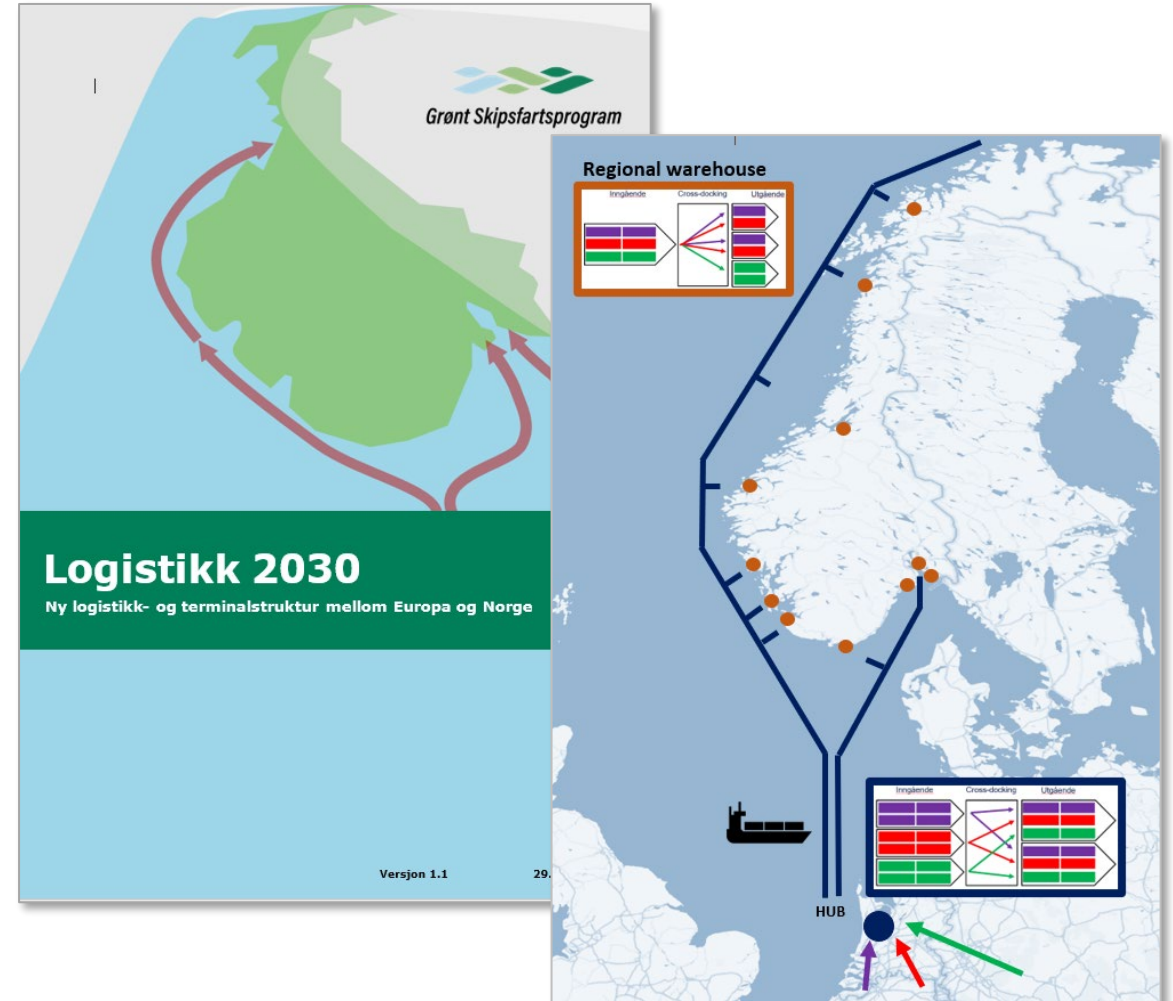 Grønt Skipsfartsprogram
Logistikk 2030
Ny logistikk- og terminalstruktur mellom Europa og Norge
Versjon 1.1
29.
Regional warehouse
Inngående
Cross-docking
Utgående
Inngående
Cross-docking
Utgående
HUB